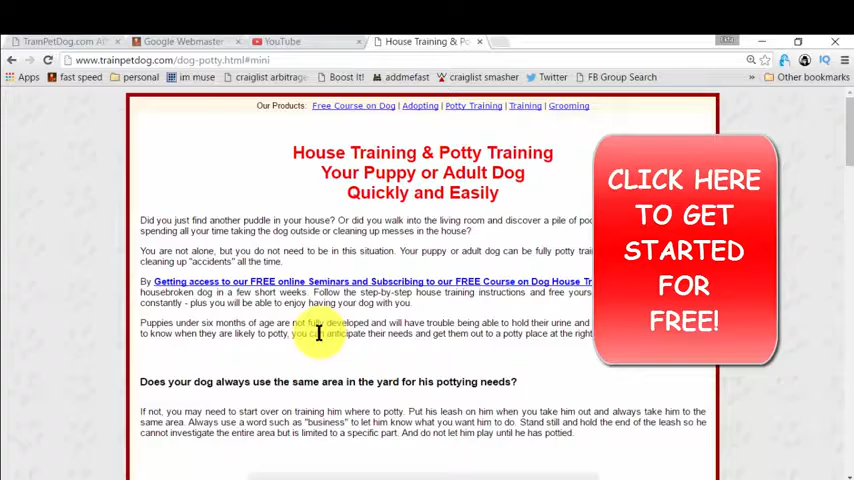 TrainPetDog.com Aff
Google Webmaster
YouTube
House Training & Po
www.trainpetdog.com/dog-potty.html#mini
Apps fast speed personal im muse craiglist arbitrage Boost It! addmefast craiglist smasher Twitter FB Group Search » Other bookmarks
Our Products: Free Course on Dog | Adopting | Potty Training | Training | Grooming
House Training & Potty Training
Your Puppy or Adult Dog
Quickly and Easily
Did you just find another puddle in your house? Or did you walk into the living room and discover a pile of
spending all your time taking the dog outside or cleaning up messes in the house?
You are not alone, but you do not need to be in this situation. Your puppy or adult dog can be fully potty
cleaning up "accidents" all the time.
By Getting access to our FREE online Seminars and Subscribing to our FREE Course on Dog House
housebroken dog in a few short weeks. Follow the step-by-step house training instructions and free
constantly - plus you will be able to enjoy having your dog with you.
Puppies under six months of age are not fully developed and will have trouble being able to hold their urine and
to know when they are likely to potty, you can anticipate their needs and get them out to a potty place at the right
CLICK HERE
TO GET
STARTED
FOR
FREE!
Does your dog always use the same area in the yard for his pottying needs?
If not, you may need to start over on training him where to potty. Put his leash on him when you take him out and always take him to the
same area. Always use a word such as "business" to let him know what you want him to do. Stand still and hold the end of the leash so he
cannot investigate the entire area but is limited to a specific part. And do not let him play until he has pottied.